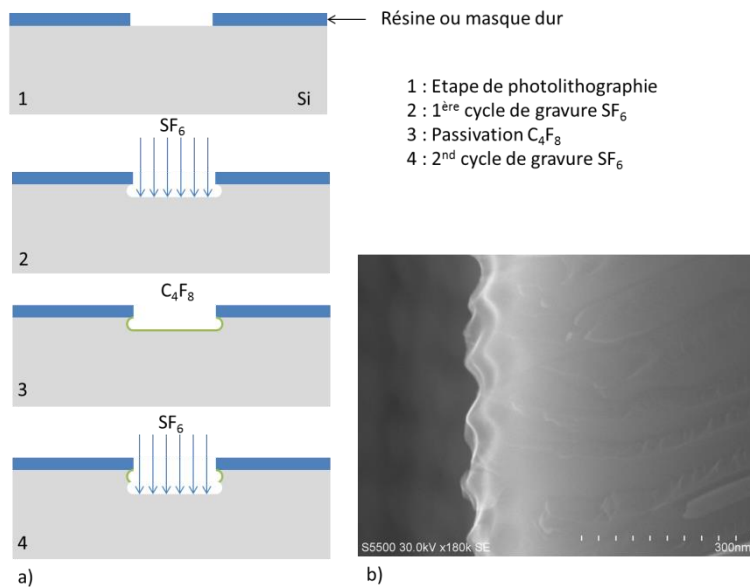 Résine ou masque dur
1
Si
1 : Etape de photolithographie
2 : 1ère cycle de gravure SF6
3 : Passivation C4F8
4 : 2nd cycle de gravure SF6
SF6
2
C4F8
3
SF6
4
S5500 30.0kV x180k SE
300nm
a)
b)